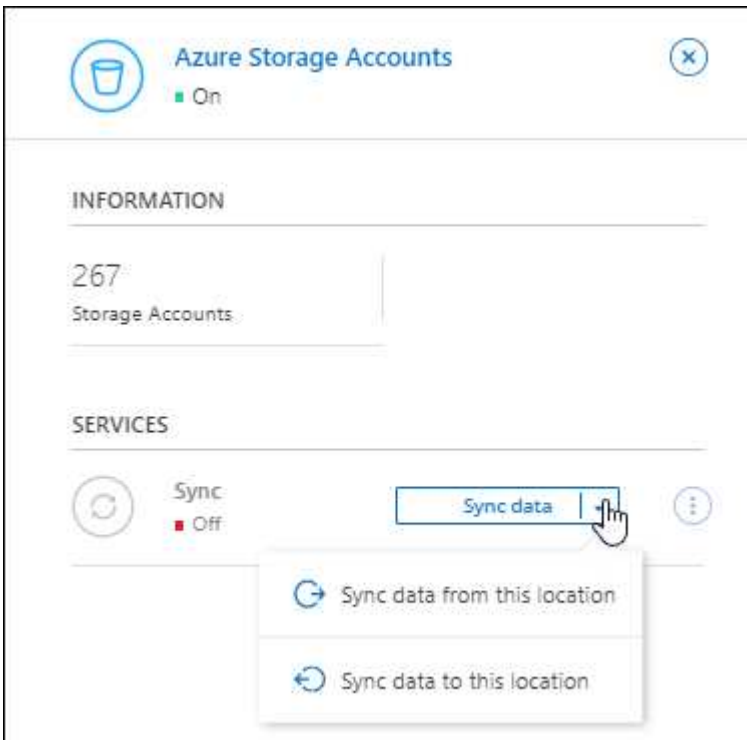 Azure Storage Accounts
On
INFORMATION
267
Storage Accounts
SERVICES
Sync
Sync data
Off
Sync data from this location
Sync data to this location